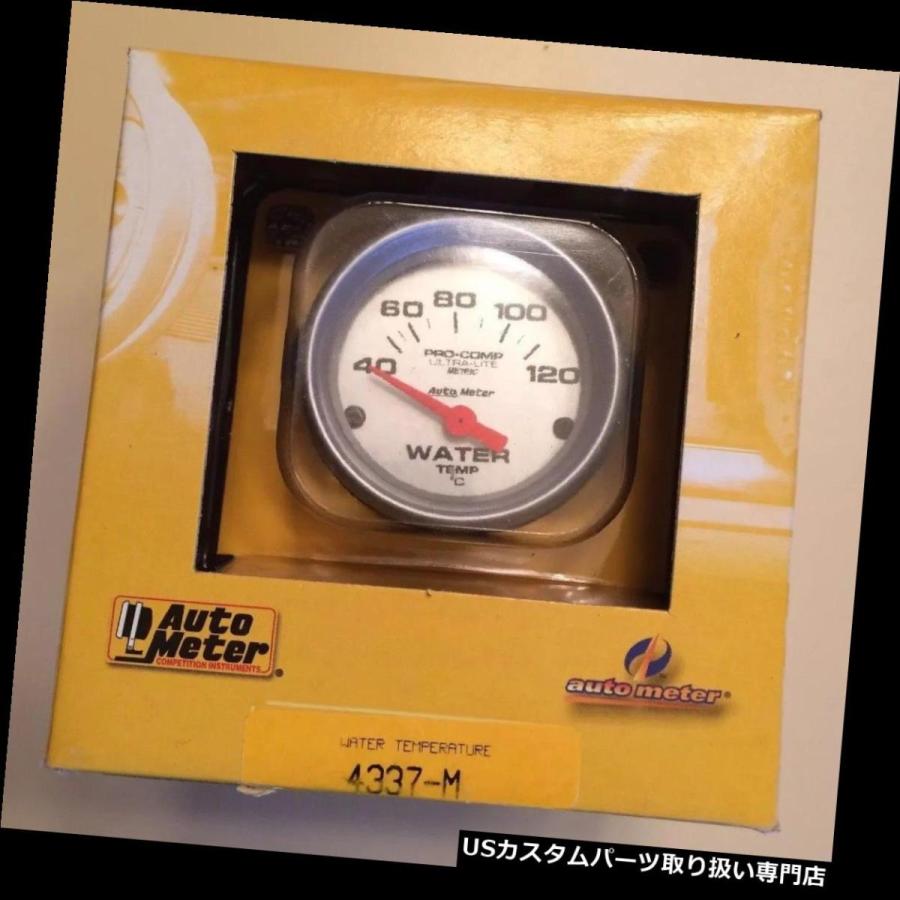 60 80 100
40 120
PRO-COMP
ULTRA-LITE
METRIC
Auto Meter
WATER
TEMP
°C
Auto
Meter
COMPETITION INSTRUMENTS
®
auto meter®
WATER TEMPERATURE
4337-M
USカスタムパーツ取り扱い専門店